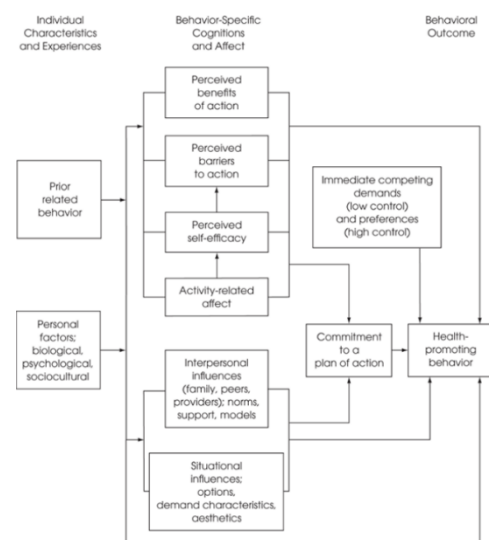 Individual
Characteristics
and Experiences
Behavior-Specific
Cognitions
and Affect
Behavioral
Outcome
Perceived
benefits
of action
Perceived
barriers
to action
Prior
related
behavior
Immediate competing
demands
(low control)
and preferences
(high control)
Perceived
self-efficacy
Activity-related
affect
Personal
factors;
biological,
psychological,
sociocultural
Commitment
to a
plan of action
Health-
promoting
behavior
Interpersonal
influences
(family, peers,
providers); norms,
support, models
Situational
influences;
options,
demand characteristics,
aesthetics